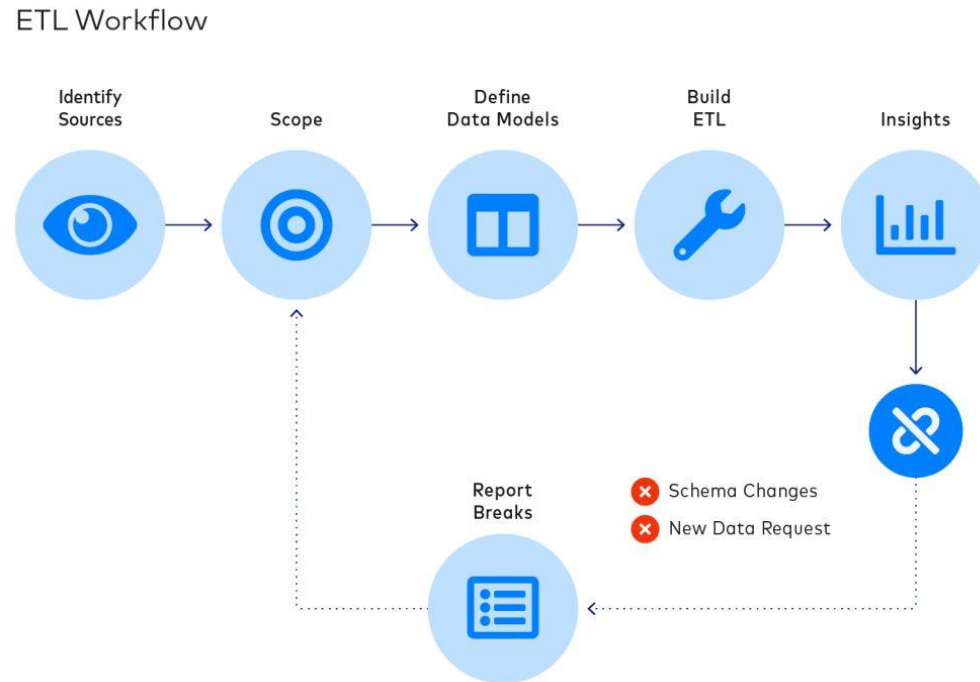 ETL Workflow
Identify
Sources
Scope
Define
Data Models
Build
ETL
Insights
Report
Breaks
Schema Changes
New Data Request